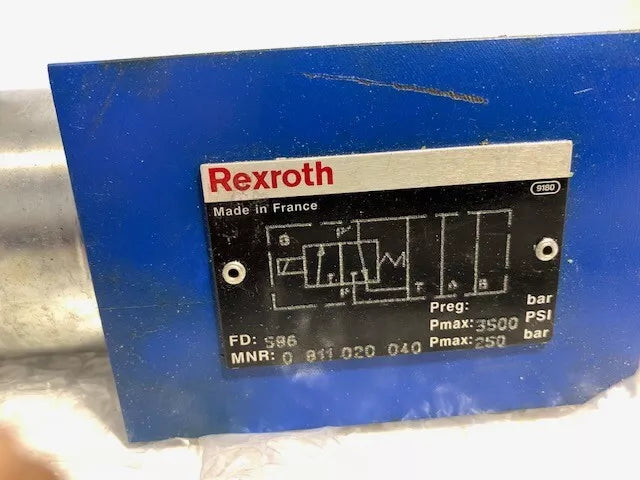 Rexroth
9180
Made in France
G P'
P' T A B
Preg: bar
Pmax: 3500 PSI
Pmax: 250 bar
FD: 586
MNR: 0 811 020 040